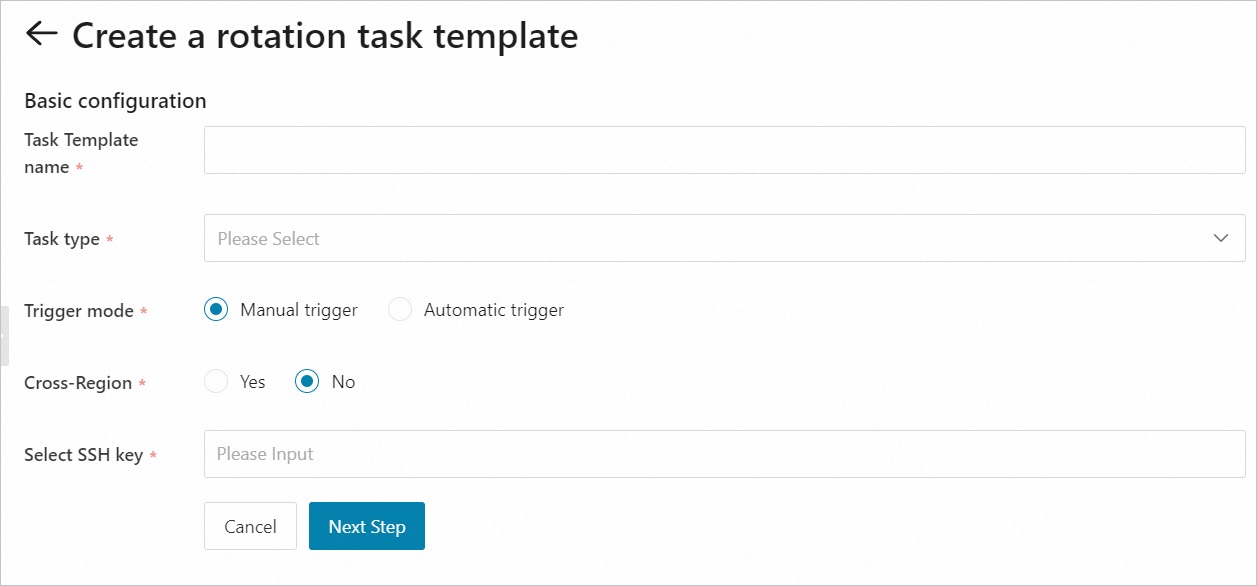 Create a rotation task template
Basic configuration
Task Template
name *
Task type *
Please Select
Trigger mode *
Manual trigger
Automatic trigger
Cross-Region *
Yes
No
Select SSH key *
Please Input
Cancel
Next Step